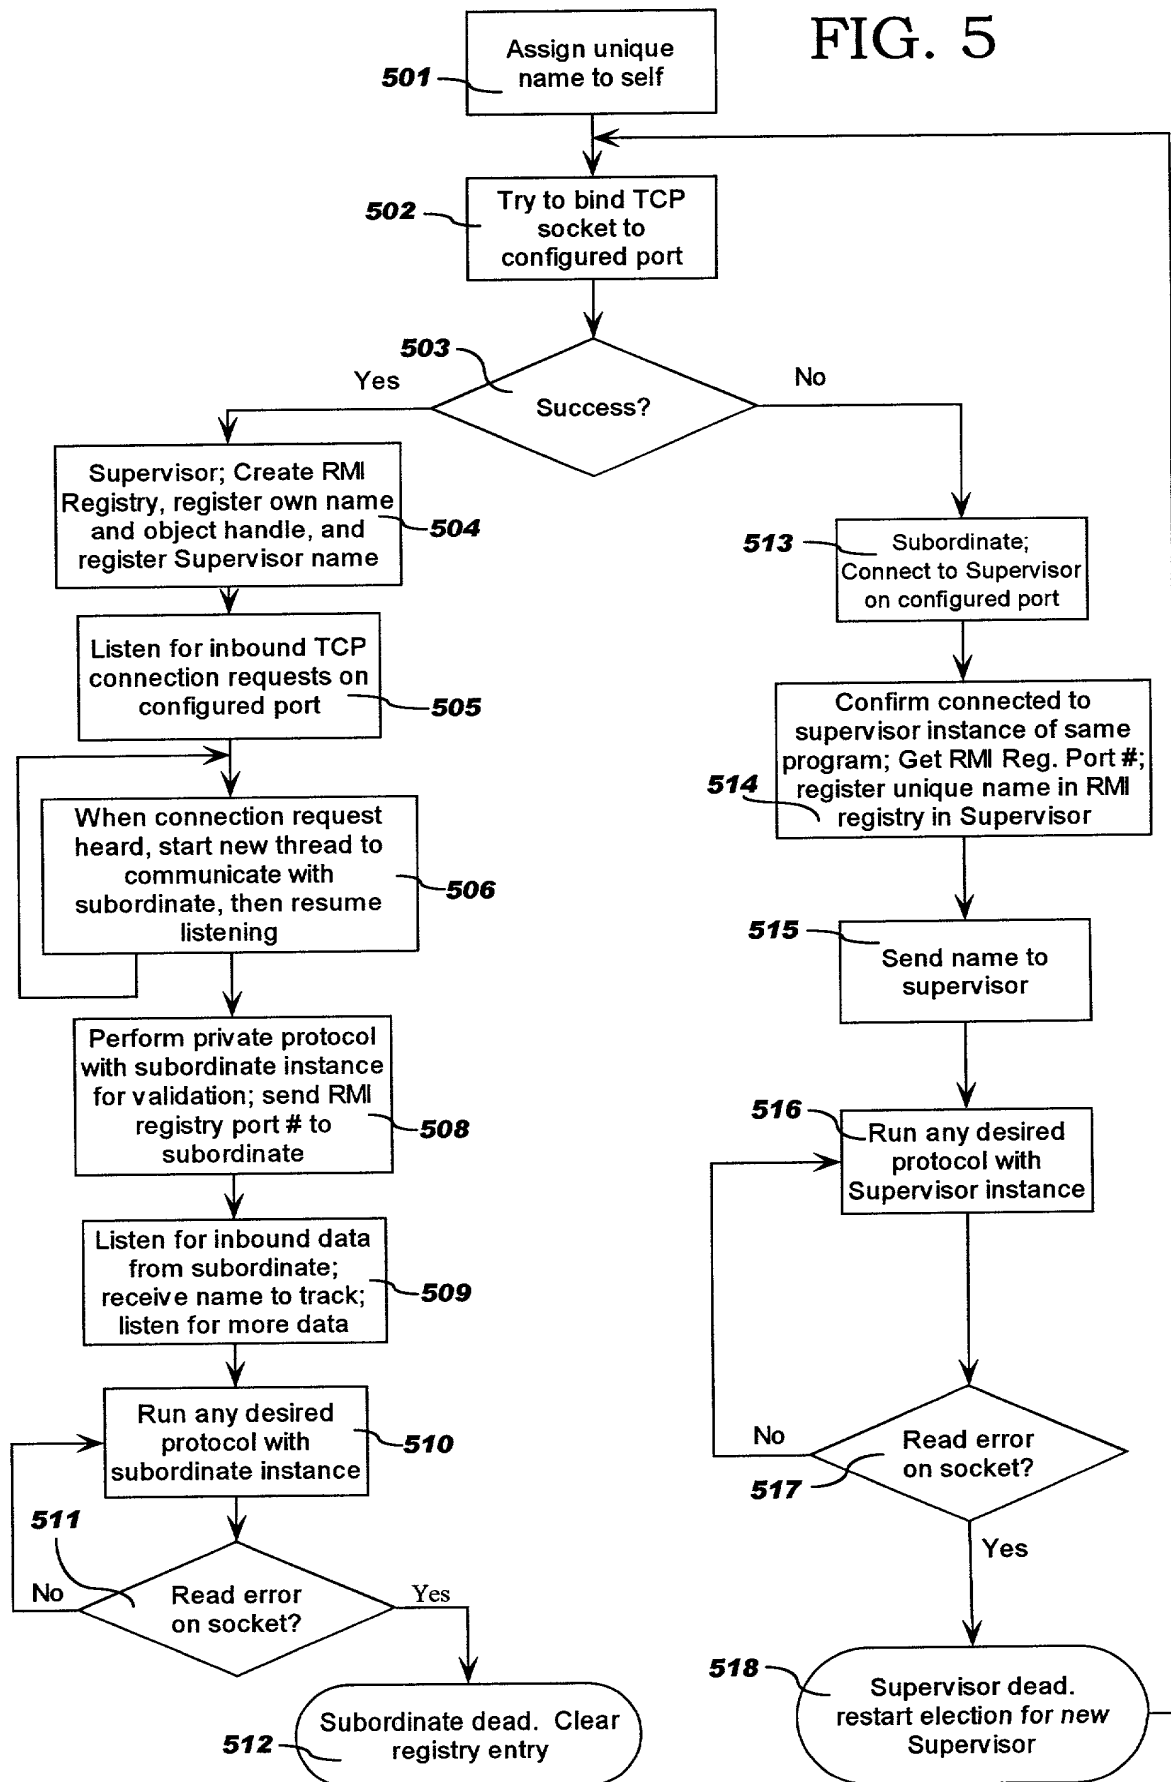 FIG. 5
Assign unique
name to self
501
Try to bind TCP
socket to
configured port
502
503
Success?
Yes
No
Supervisor; Create RMI
Registry, register own name
and object handle, and
register Supervisor name
504
Listen for inbound TCP
connection requests on
configured port
505
When connection request
heard, start new thread to
communicate with
subordinate, then resume
listening
506
Perform private protocol
with subordinate instance
for validation; send RMI
registry port # to
subordinate
508
Listen for inbound data
from subordinate;
receive name to track;
listen for more data
509
Run any desired
protocol with
subordinate instance
510
511
Read error
on socket?
No
Yes
Subordinate dead. Clear
registry entry
512
513
Subordinate;
Connect to Supervisor
on configured port
Confirm connected to
supervisor instance of same
program; Get RMI Reg. Port #;
register unique name in RMI
registry in Supervisor
514
515
Send name to
supervisor
516
Run any desired
protocol with
Supervisor instance
No
Read error
on socket?
517
Yes
518
Supervisor dead.
restart election for new
Supervisor